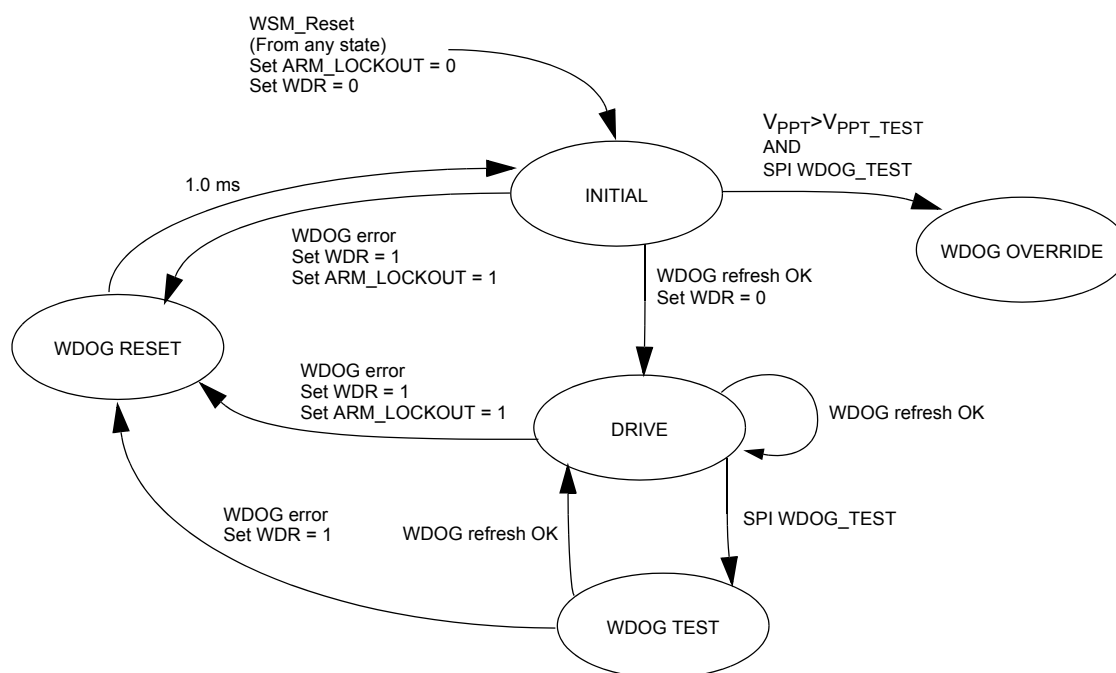 WSM_Reset
(From any state)
Set ARM_LOCKOUT = 0
Set WDR = 0
VPPT>VPPT_TEST
AND
SPI WDOG_TEST
1.0 ms
INITIAL
WDOG OVERRIDE
WDOG error
Set WDR = 1
Set ARM_LOCKOUT = 1
WDOG refresh OK
Set WDR = 0
WDOG RESET
WDOG error
Set WDR = 1
Set ARM_LOCKOUT = 1
DRIVE
WDOG refresh OK
WDOG error
Set WDR = 1
WDOG refresh OK
SPI WDOG_TEST
WDOG TEST